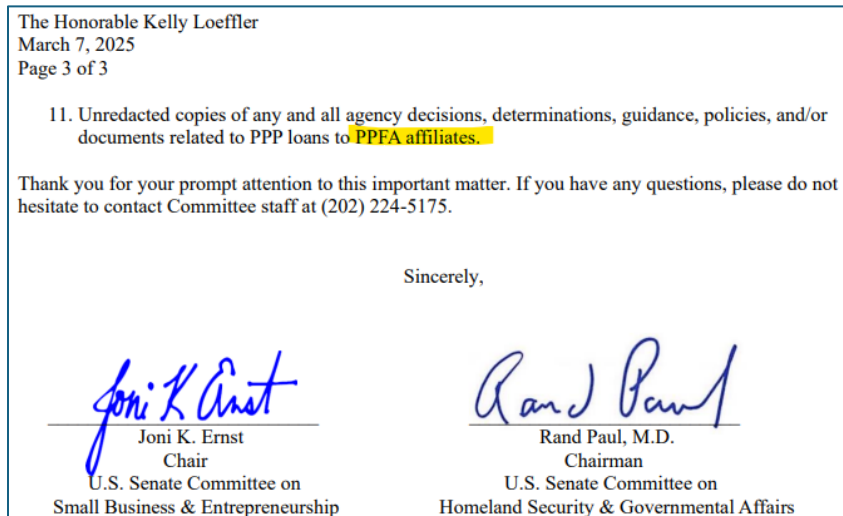 The Honorable Kelly Loeffler
March 7, 2025
Page 3 of 3
11. Unredacted copies of any and all agency decisions, determinations, guidance, policies, and/or
documents related to PPP loans to PPFA affiliates.
Thank you for your prompt attention to this important matter. If you have any questions, please do not
hesitate to contact Committee staff at (202) 224-5175.
Sincerely,
Joni K Ernst
Rand Paul
Joni K. Ernst
Chair
U.S. Senate Committee on
Small Business & Entrepreneurship
Rand Paul, M.D.
Chairman
U.S. Senate Committee on
Homeland Security & Governmental Affairs